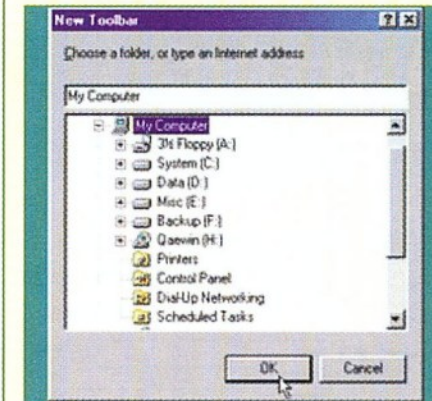 New Toolbar
Choose a folder, or type an Internet address
My Computer
My Computer
3½ Floppy (A:)
System (C:)
Data (D:)
Misc (E:)
Backup (F:)
Qaewin (H:)
Printers
Control Panel
Dial-Up Networking
Scheduled Tasks
OK
Cancel